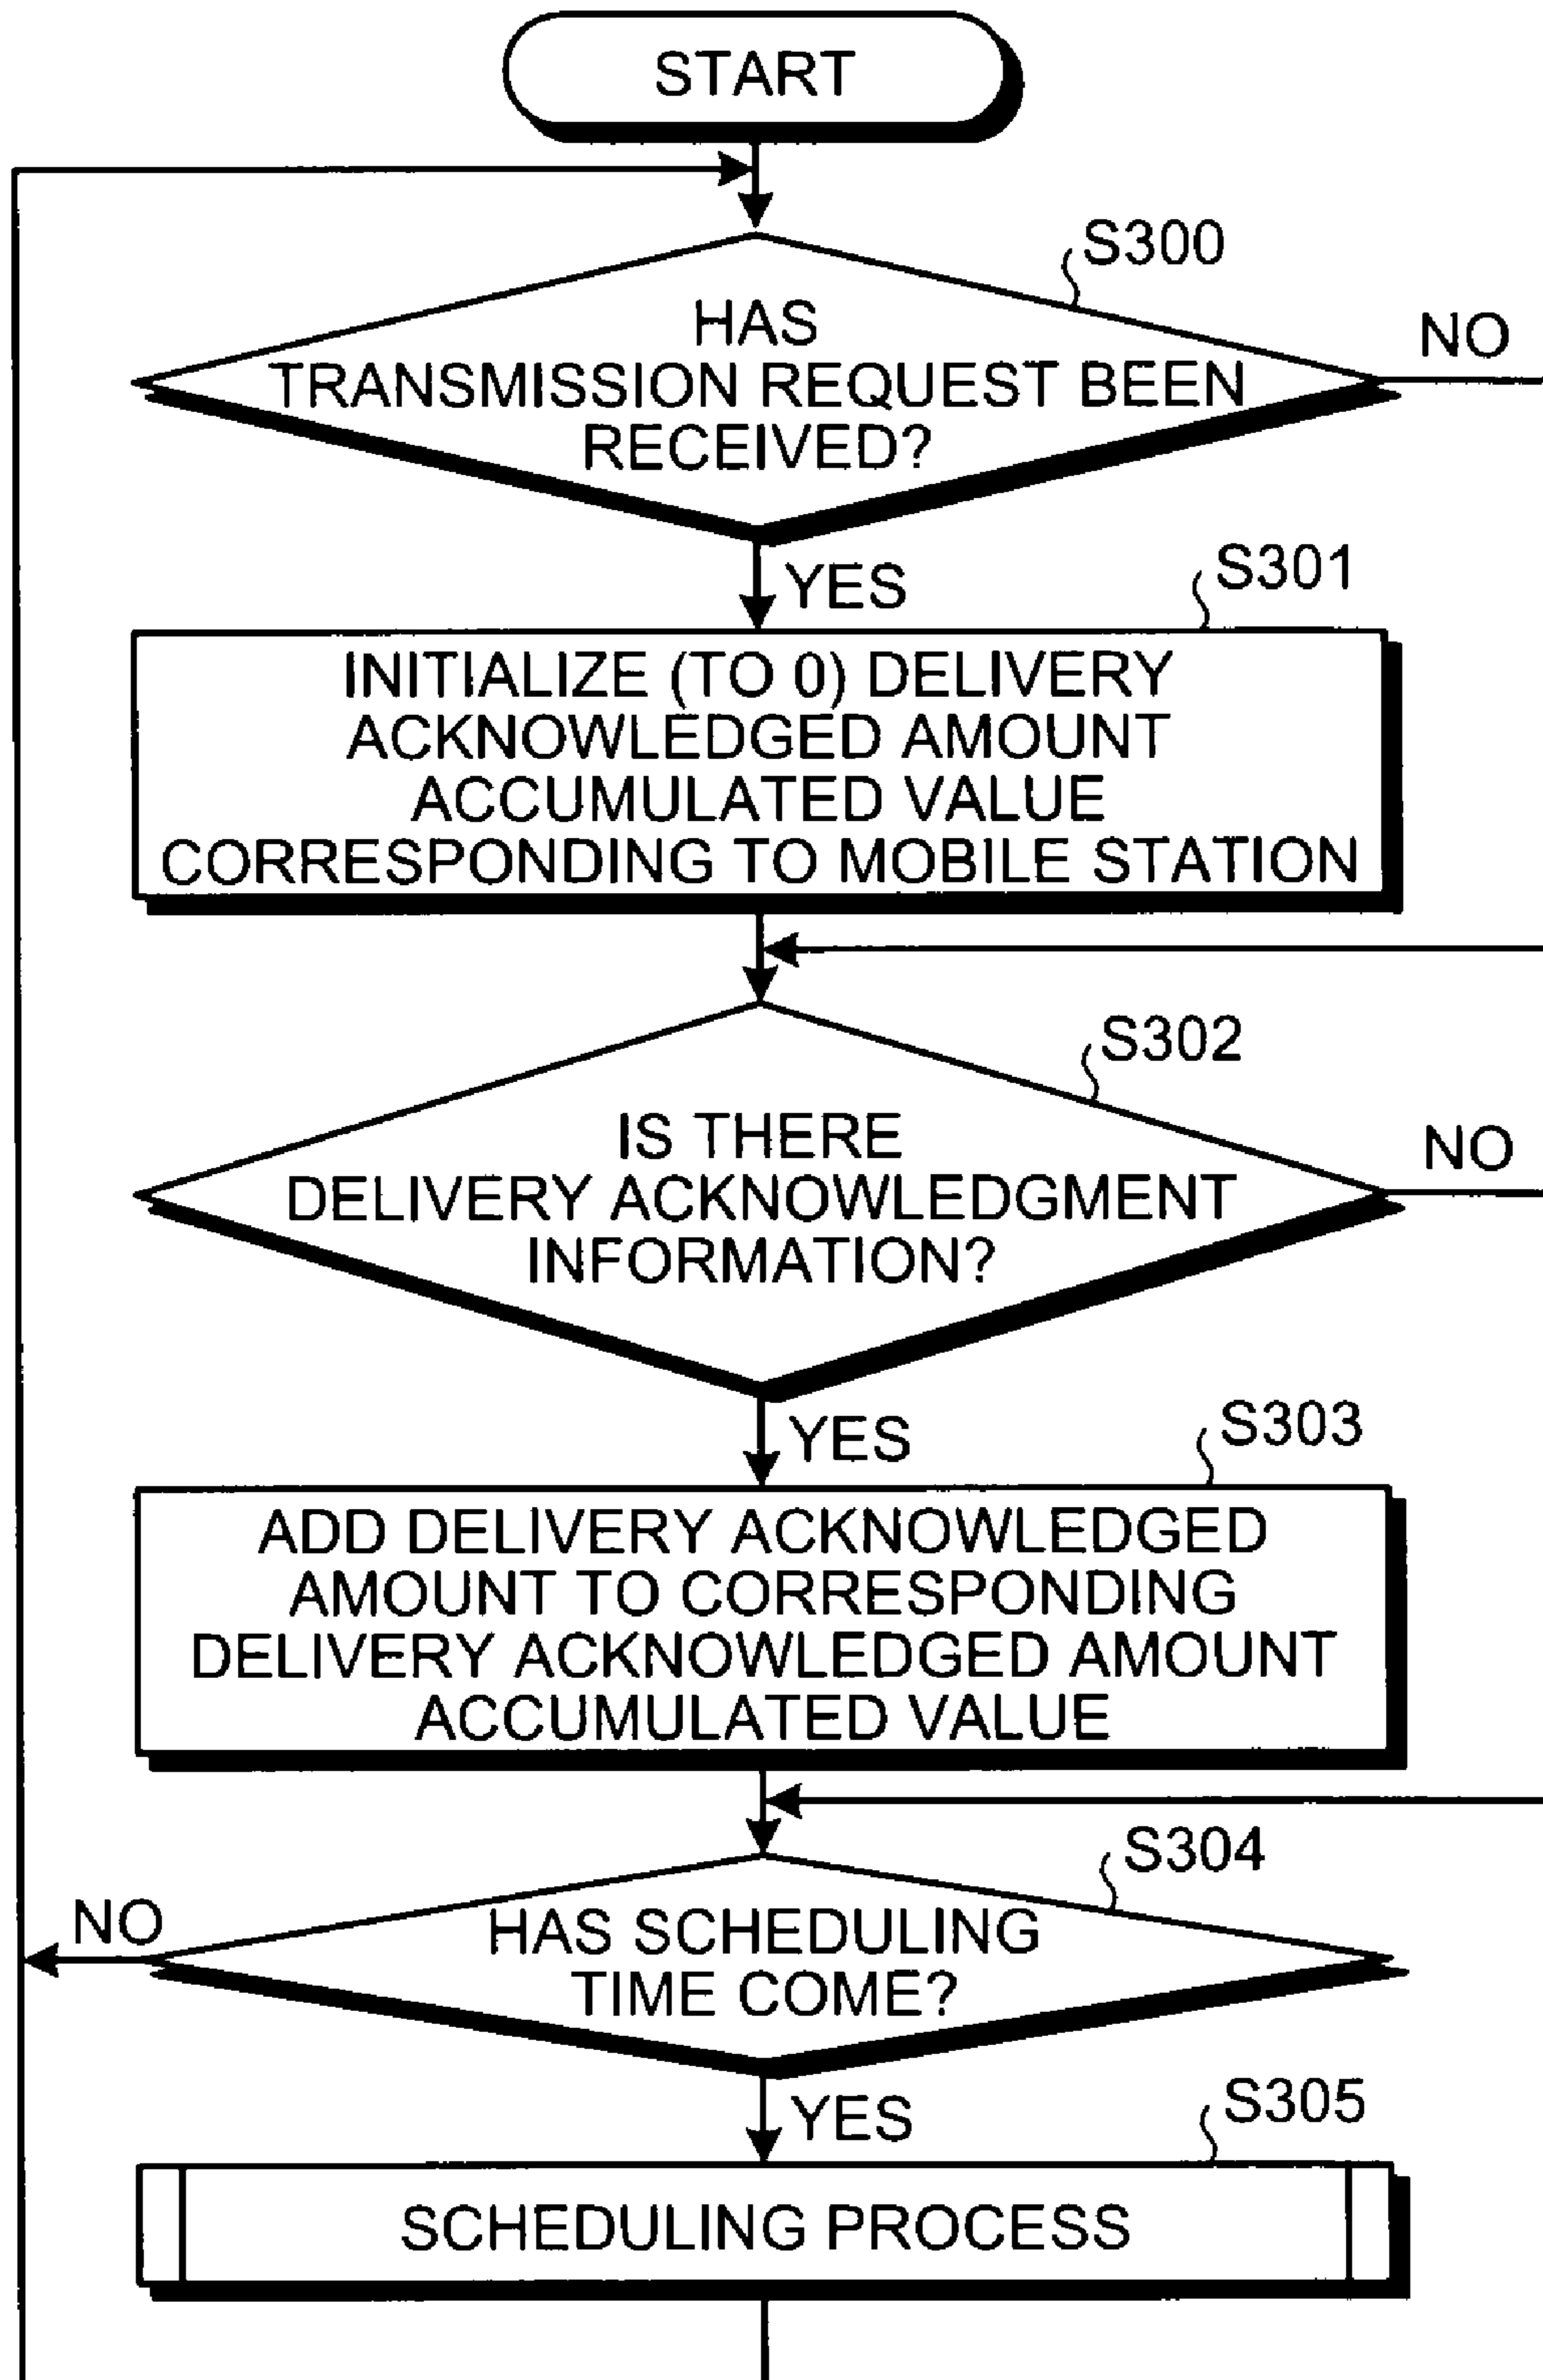 START
S300
HAS
TRANSMISSION REQUEST BEEN
RECEIVED?
NO
YES
S301
INITIALIZE (TO 0) DELIVERY
ACKNOWLEDGED AMOUNT
ACCUMULATED VALUE
CORRESPONDING TO MOBILE STATION
S302
IS THERE
DELIVERY ACKNOWLEDGMENT
INFORMATION?
NO
YES
S303
ADD DELIVERY ACKNOWLEDGED
AMOUNT TO CORRESPONDING
DELIVERY ACKNOWLEDGED AMOUNT
ACCUMULATED VALUE
S304
NO
HAS SCHEDULING
TIME COME?
YES
S305
SCHEDULING PROCESS